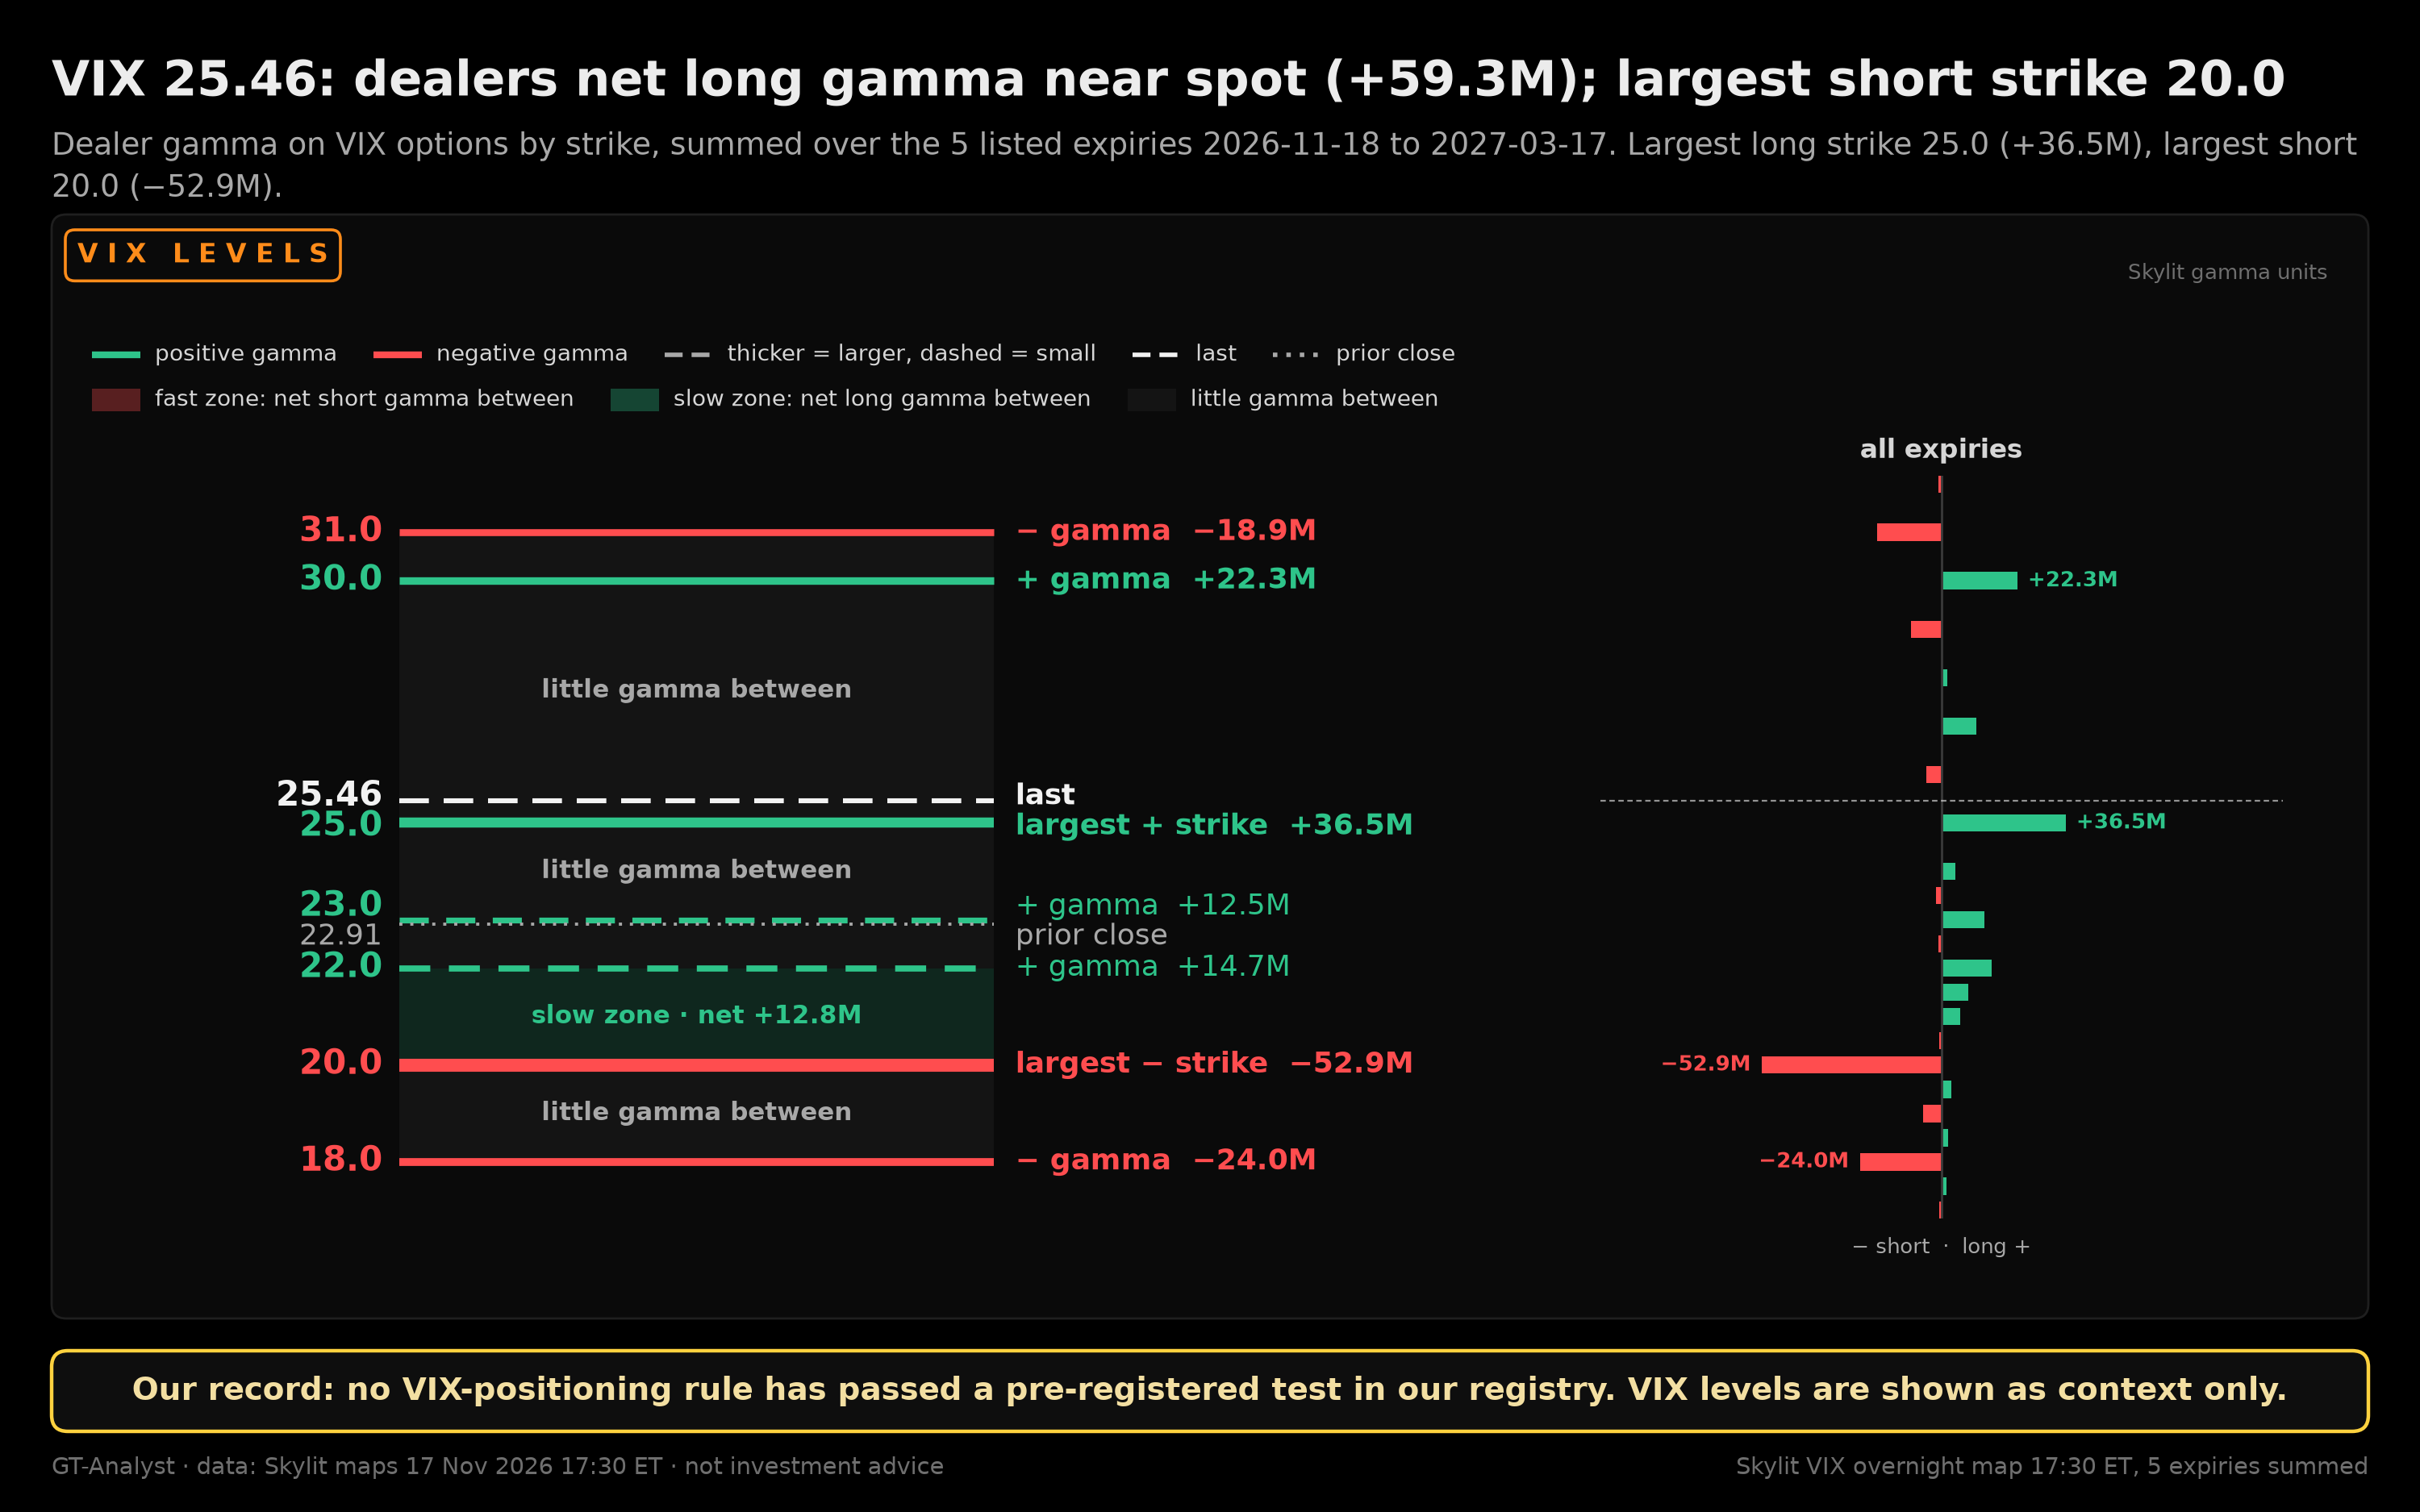 VIX 25.46: dealers net long gamma near spot (+59.3M); largest short strike 20.0
Dealer gamma on VIX options by strike, summed over the 5 listed expiries 2026-11-18 to 2027-03-17. Largest long strike 25.0 (+36.5M), largest short
20.0 (−52.9M).
VIX LEVELS
Skylit gamma units
positive gamma negative gamma thicker = larger, dashed = small last prior close
fast zone: net short gamma between slow zone: net long gamma between little gamma between
all expiries
31.0 − gamma −18.9M
30.0 + gamma +22.3M +22.3M
little gamma between
25.46 last
25.0 largest + strike +36.5M +36.5M
little gamma between
23.0 + gamma +12.5M
22.91 prior close
22.0 + gamma +14.7M
slow zone · net +12.8M
20.0 largest − strike −52.9M −52.9M
little gamma between
18.0 − gamma −24.0M −24.0M
− short · long +
Our record: no VIX-positioning rule has passed a pre-registered test in our registry. VIX levels are shown as context only.
GT-Analyst · data: Skylit maps 17 Nov 2026 17:30 ET · not investment advice
Skylit VIX overnight map 17:30 ET, 5 expiries summed